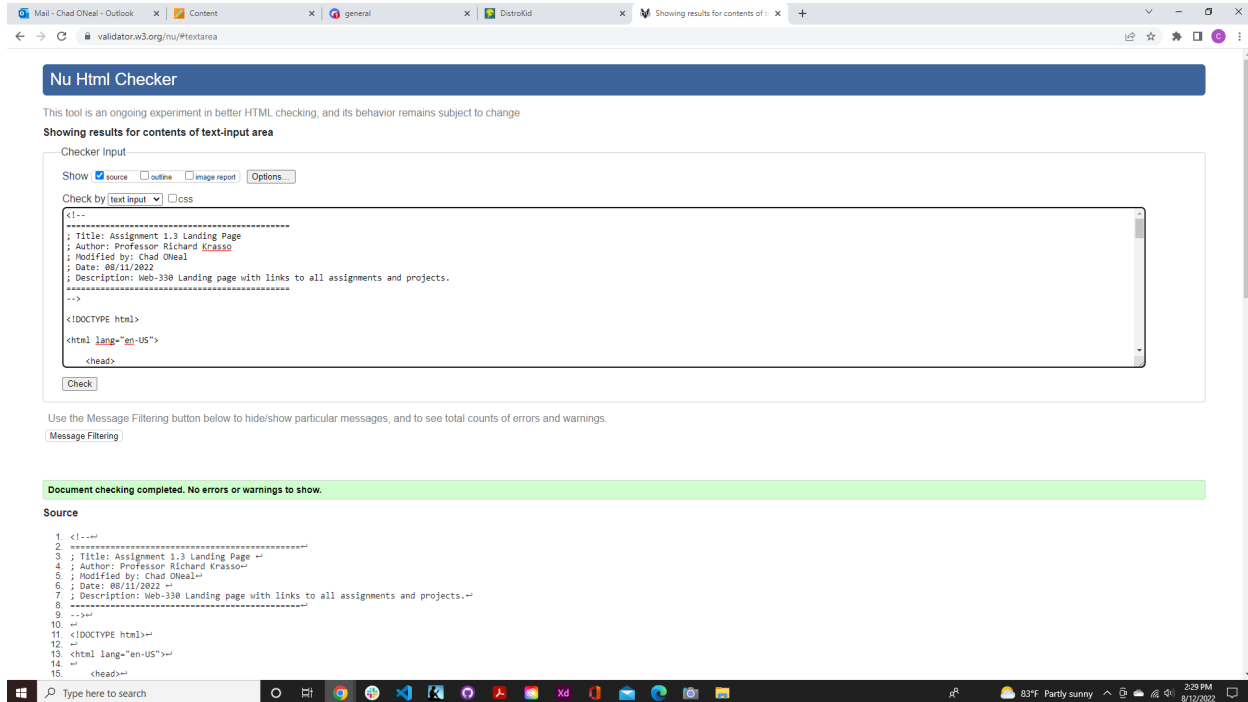 Mail - Chad ONeal - Outlook
Content
general
DistroKid
Showing results for contents of t
validator.w3.org/nu/#textarea
C
Nu Html Checker
This tool is an ongoing experiment in better HTML checking, and its behavior remains subject to change
Showing results for contents of text-input area
Checker Input
Show source outline image report Options...
Check by text input css
<!--
=============================================
; Title: Assignment 1.3 Landing Page
; Author: Professor Richard Krasso
; Modified by: Chad ONeal
; Date: 08/11/2022
; Description: Web-330 Landing page with links to all assignments and projects.
=============================================
-->
<!DOCTYPE html>
<html lang="en-US">
<head>
Check
Use the Message Filtering button below to hide/show particular messages, and to see total counts of errors and warnings.
Message Filtering
Document checking completed. No errors or warnings to show.
Source
1. <!--↩
2. =============================================↩
3. ; Title: Assignment 1.3 Landing Page ↩
4. ; Author: Professor Richard Krasso↩
5. ; Modified by: Chad ONeal↩
6. ; Date: 08/11/2022 ↩
7. ; Description: Web-330 Landing page with links to all assignments and projects.↩
8. =============================================↩
9. -->↩
10. ↩
11. <!DOCTYPE html>↩
12. ↩
13. <html lang="en-US">↩
14. ↩
15. <head>↩
Type here to search
Xd
83°F Partly sunny
2:29 PM
8/12/2022